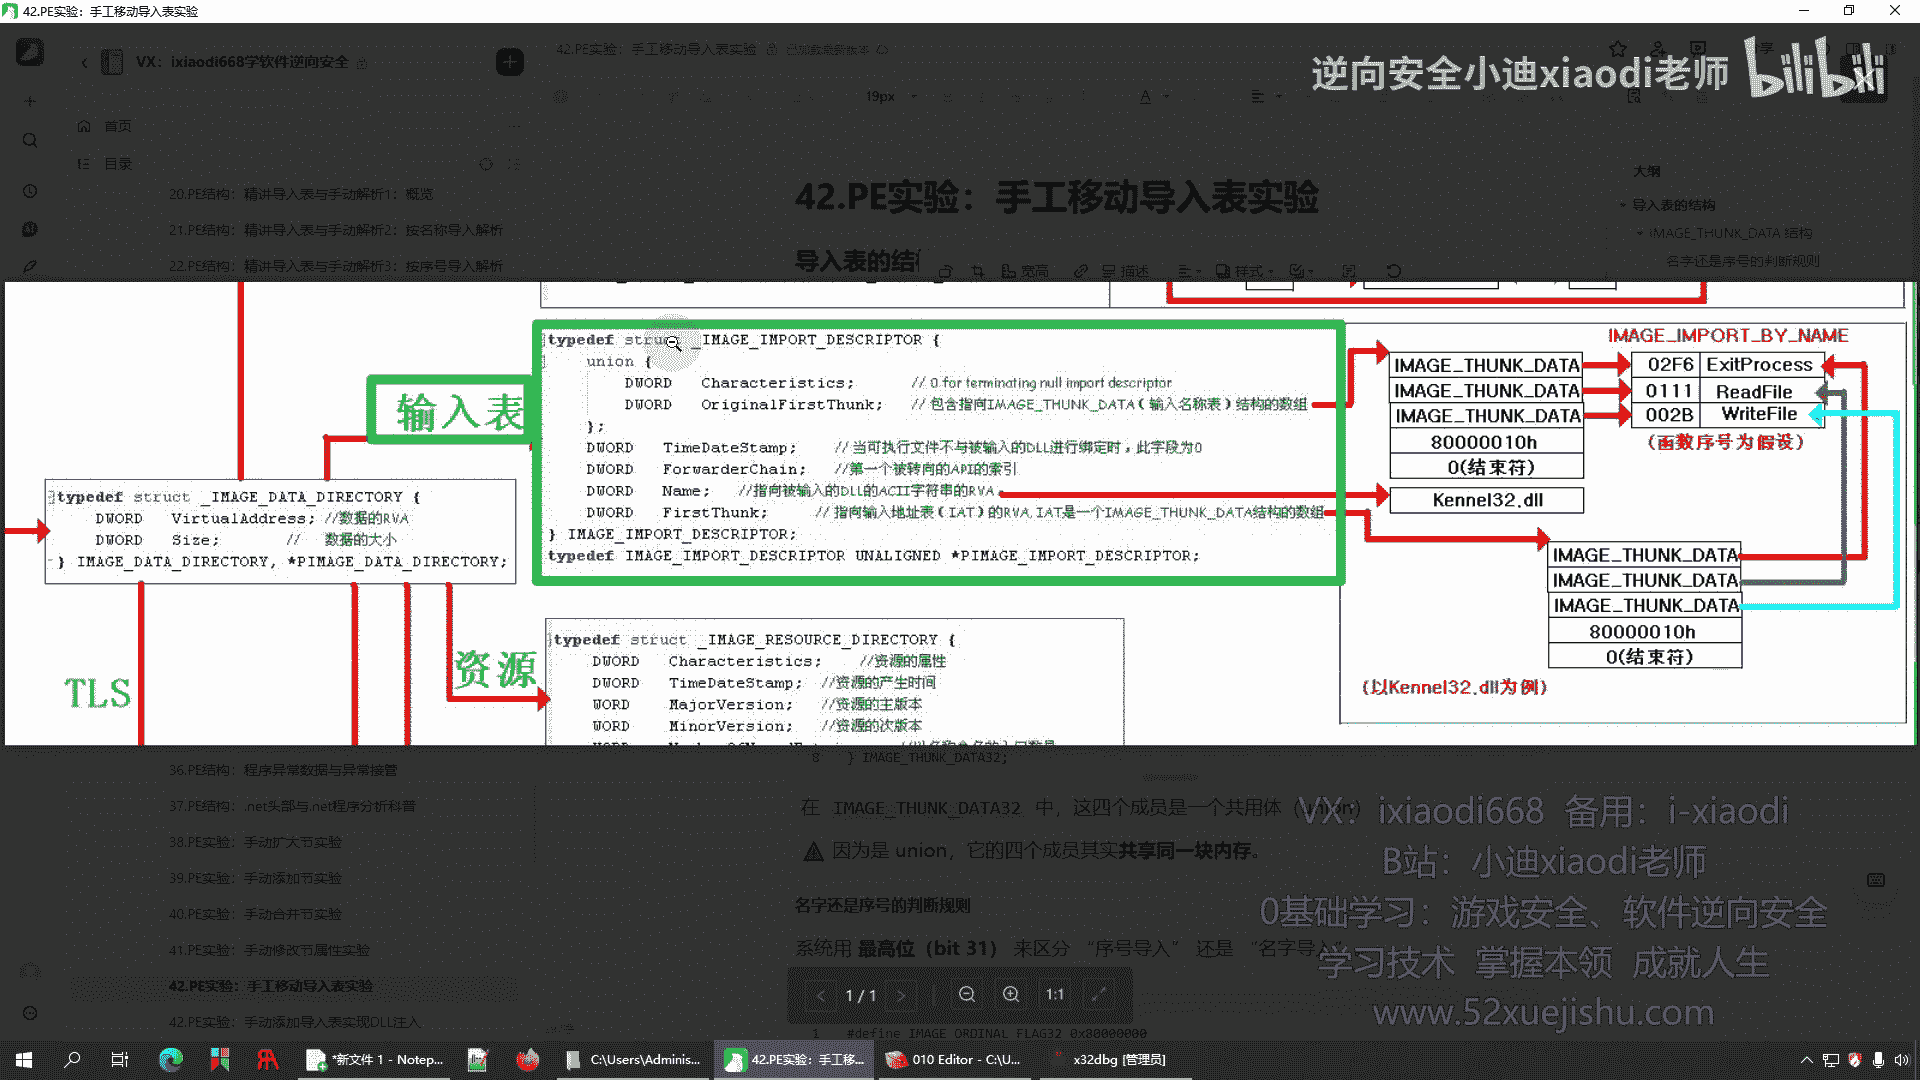 42.PE实验：手工移动导入表实验
VX：ixiaodi668学软件逆向安全
42.PE实验：手工移动导入表实验
逆向安全小迪xiaodi老师
bilibili
19px
首页
目录
20.PE结构：精讲导入表与手动解析1：概览
21.PE结构：精讲导入表与手动解析2：按名称导入解析
22.PE结构：精讲导入表与手动解析3：按序号导入解析
42.PE实验：手工移动导入表实验
导入表的结
宽高
描述
样式
大纲
导入表的结构
IMAGE_THUNK_DATA 结构
名字还是序号的判断规则
输入表
typedef struct _IMAGE_DATA_DIRECTORY {
DWORD VirtualAddress; //数据的RVA
DWORD Size; // 数据的大小
} IMAGE_DATA_DIRECTORY, *PIMAGE_DATA_DIRECTORY;
TLS
资源
typedef struct _IMAGE_IMPORT_DESCRIPTOR {
union {
DWORD Characteristics; // 0 for terminating null import descriptor
DWORD OriginalFirstThunk; // 包含指向IMAGE_THUNK_DATA（输入名称表）结构的数组
};
DWORD TimeDateStamp; // 当可执行文件不与被输入的DLL进行绑定时，此字段为0
DWORD ForwarderChain; //第一个被转向的API的索引
DWORD Name; //指向被输入的DLL的ACII字符串的RVA
DWORD FirstThunk; // 指向输入地址表（IAT）的RVA,IAT是一个IMAGE_THUNK_DATA结构的数组
} IMAGE_IMPORT_DESCRIPTOR;
typedef IMAGE_IMPORT_DESCRIPTOR UNALIGNED *PIMAGE_IMPORT_DESCRIPTOR;
typedef struct _IMAGE_RESOURCE_DIRECTORY {
DWORD Characteristics; //资源的属性
DWORD TimeDateStamp; //资源的产生时间
WORD MajorVersion; //资源的主版本
WORD MinorVersion; //资源的次版本
IMAGE_IMPORT_BY_NAME
IMAGE_THUNK_DATA 02F6 ExitProcess
IMAGE_THUNK_DATA 0111 ReadFile
IMAGE_THUNK_DATA 002B WriteFile
80000010h
(函数序号为假设)
0(结束符)
Kennel32.dll
IMAGE_THUNK_DATA
IMAGE_THUNK_DATA
IMAGE_THUNK_DATA
80000010h
0(结束符)
(以Kennel32.dll为例)
36.PE结构：程序异常数据与异常接管
37.PE结构：.net头部与.net程序分析科普
38.PE实验：手动扩大节实验
39.PE实验：手动添加节实验
40.PE实验：手动合并节实验
41.PE实验：手动修改节属性实验
42.PE实验：手工移动导入表实验
42.PE实验：手动添加导入表实现DLL注入
8 } IMAGE_THUNK_DATA32;
在 IMAGE_THUNK_DATA32 中，这四个成员是一个共用体（union）
因为是 union，它的四个成员其实共享同一块内存。
名字还是序号的判断规则
系统用 最高位（bit 31） 来区分 “序号导入” 还是 “名字导入”
1 #define IMAGE_ORDINAL_FLAG32 0x80000000
1 / 1
1:1
VX：ixiaodi668 备用：i-xiaodi
B站：小迪xiaodi老师
0基础学习：游戏安全、软件逆向安全
学习技术 掌握本领 成就人生
www.52xuejishu.com
*新文件 1 - Notep...
C:\Users\Adminis...
42.PE实验：手工移...
010 Editor - C:\U...
x32dbg [管理员]